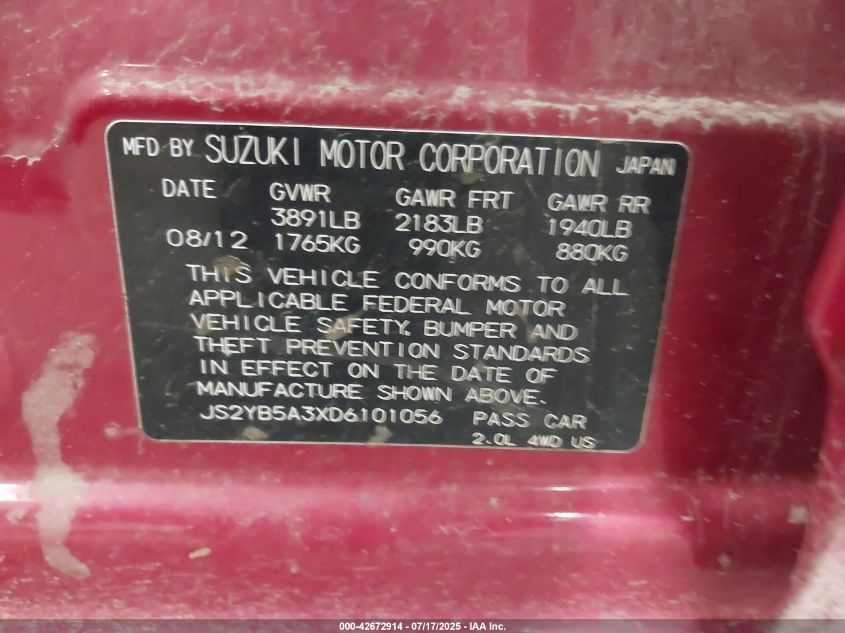 MFD BY SUZUKI MOTOR CORPORATION JAPAN
DATE GVWR GAWR FRT GAWR RR
3891LB 2183LB 1940LB
08/12 1765KG 990KG 880KG
THIS VEHICLE CONFORMS TO ALL
APPLICABLE FEDERAL MOTOR
VEHICLE SAFETY, BUMPER AND
THEFT PREVENTION STANDARDS
IN EFFECT ON THE DATE OF
MANUFACTURE SHOWN ABOVE.
JS2YB5A3XD6101056 PASS CAR
2.0L 4WD US
000-42672914 - 07/17/2025 - IAA Inc.